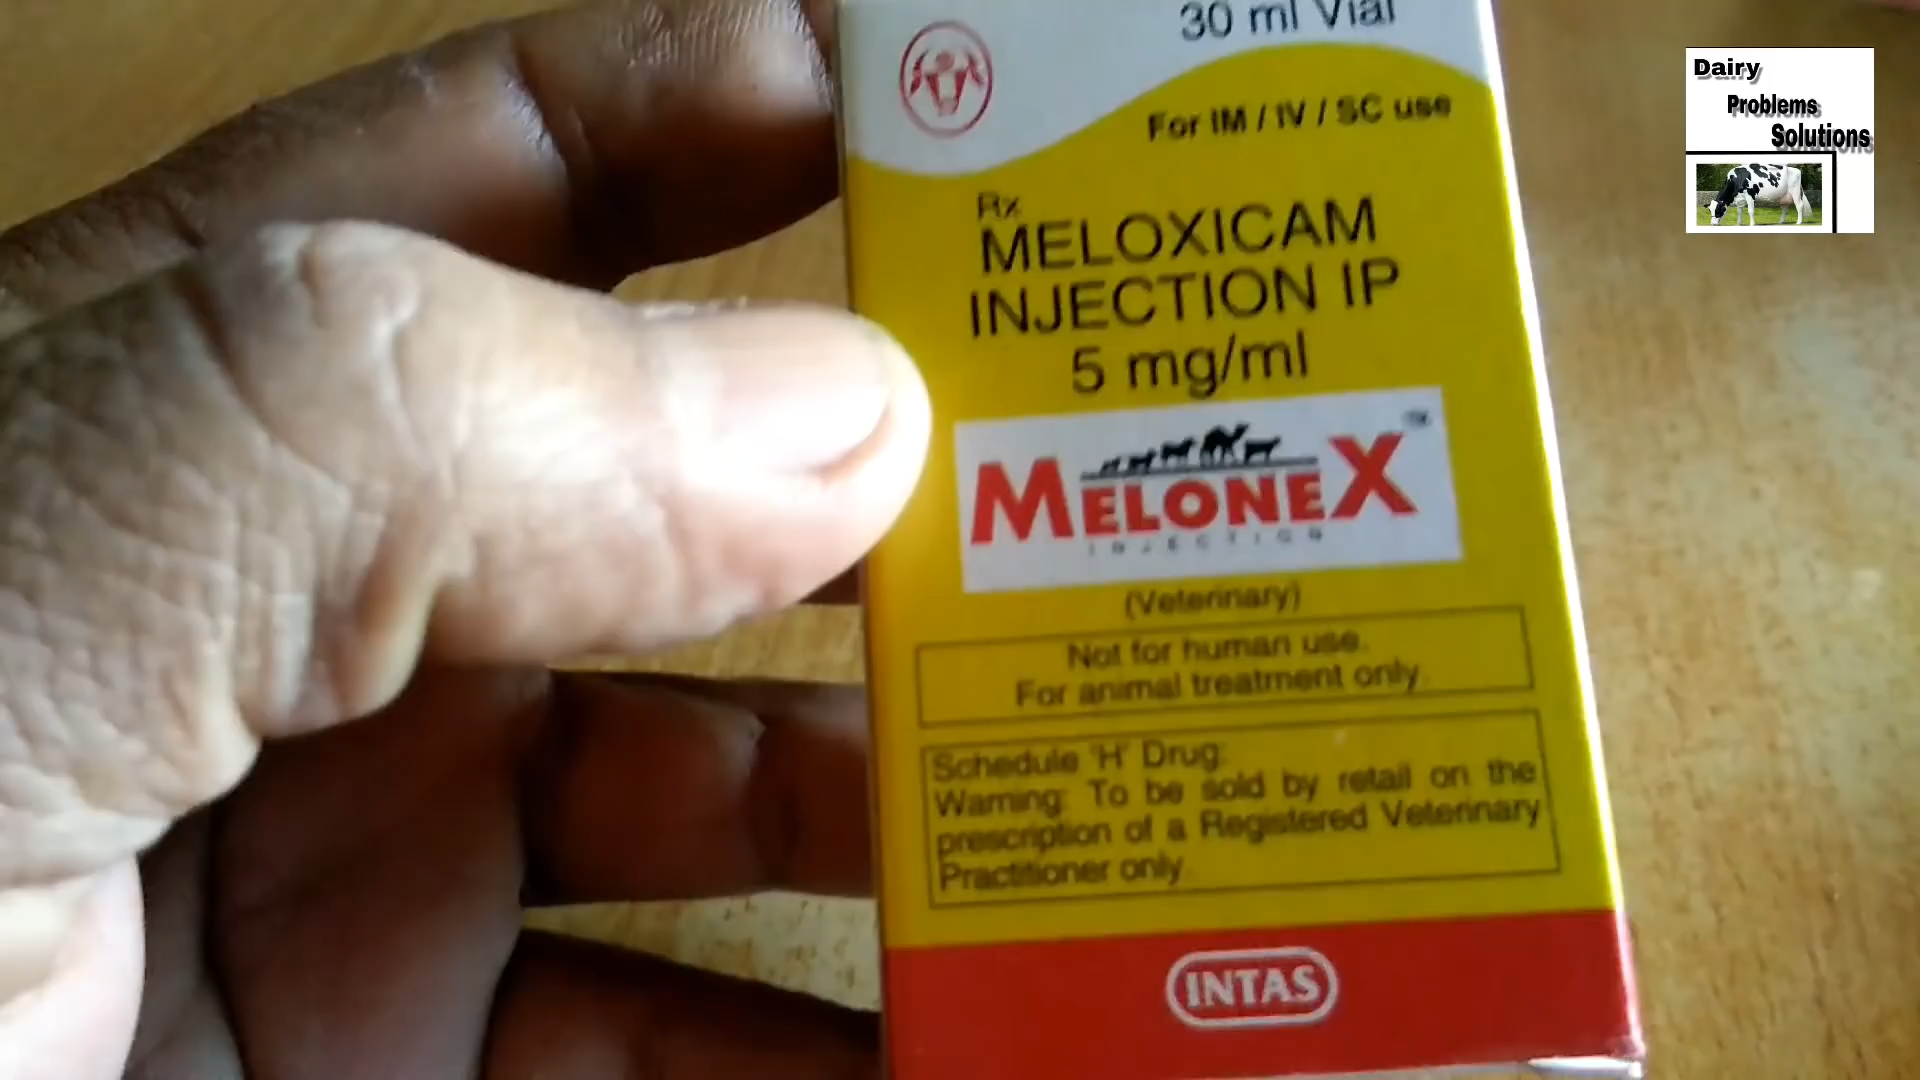 30 ml Vial
For IM / IV / SC use
Rx
MELOXICAM
INJECTION IP
5 mg/ml
MELONEX™
INJECTION
(Veterinary)
Not for human use.
For animal treatment only.
Schedule 'H' Drug:
Warning: To be sold by retail on the
prescription of a Registered Veterinary
Practitioner only.
INTAS
Dairy
Problems
Solutions